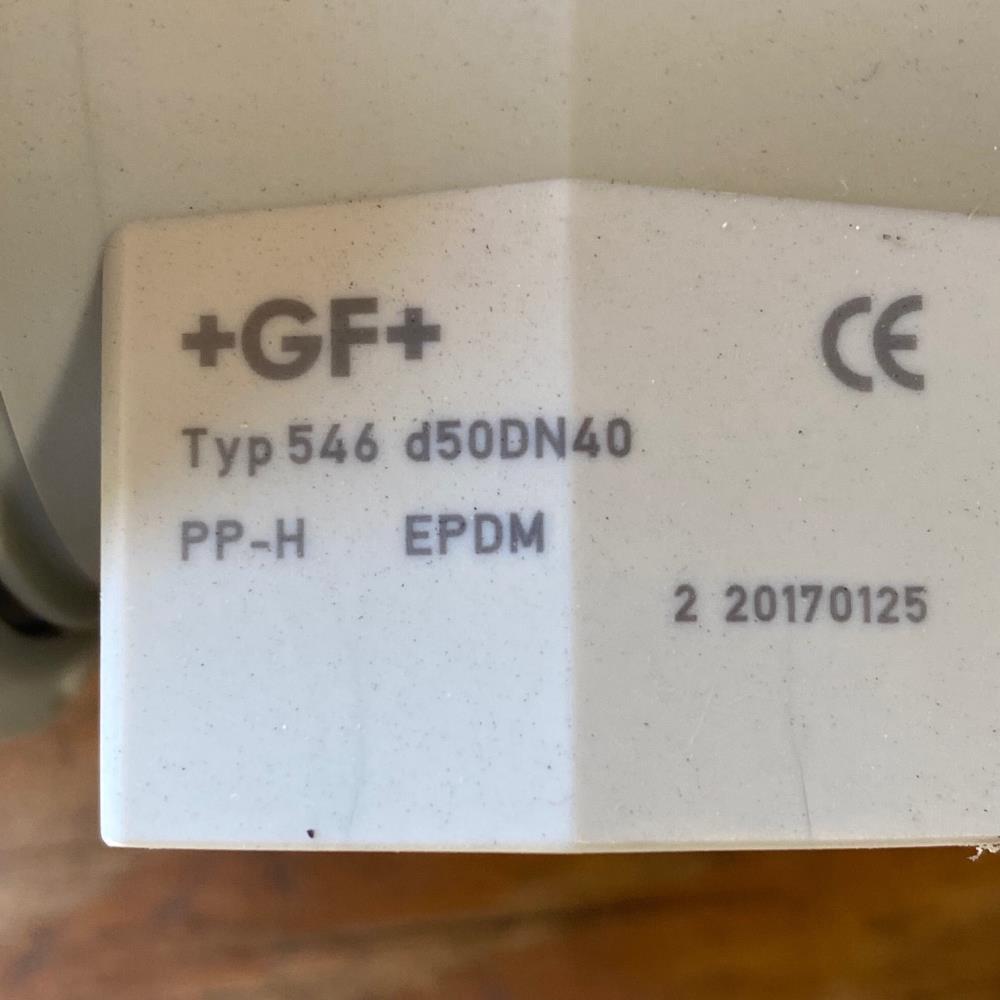 +GF+ CE
Typ 546 d50DN40
PP-H EPDM
2 20170125